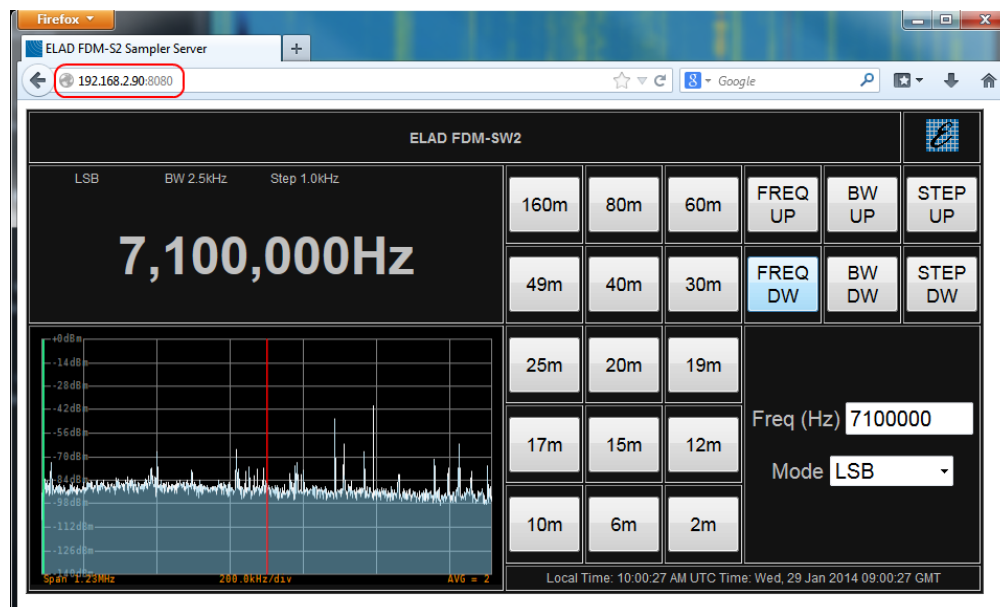 Firefox
ELAD FDM-S2 Sampler Server
+
192.168.2.90:8080
8 Google
ELAD FDM-SW2
E
LSB BW 2.5kHz Step 1.0kHz
7,100,000Hz
160m 80m 60m FREQ UP BW UP STEP UP
49m 40m 30m FREQ DW BW DW STEP DW
25m 20m 19m
17m 15m 12m
10m 6m 2m
Freq (Hz) 7100000
Mode LSB
+0dBm
-14dBm
-28dBm
-42dBm
-56dBm
-70dBm
-84dBm
-98dBm
-112dBm
-126dBm
-140dBm
Span 1.23MHz 200.0kHz/div AVG = 2
Local Time: 10:00:27 AM UTC Time: Wed, 29 Jan 2014 09:00:27 GMT